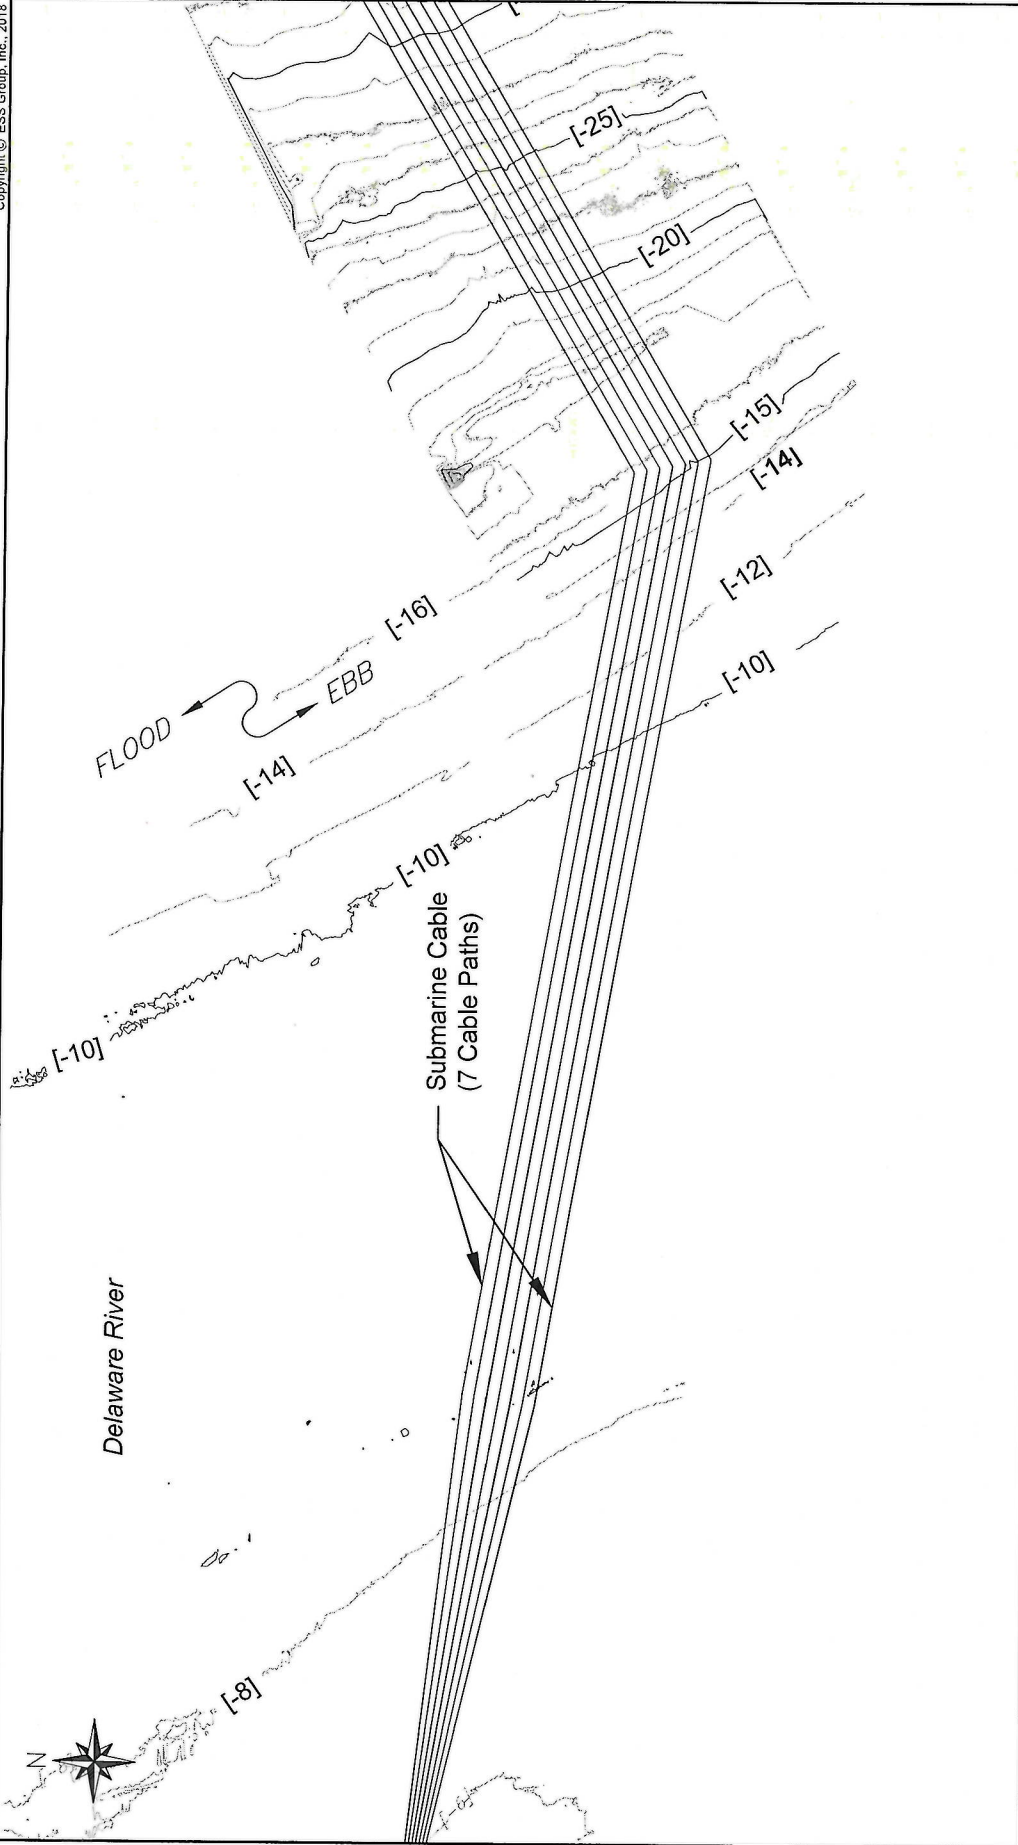 Copyright © ESS Group, Inc., 2018
[-25]
[-20]
[-15]
[-14]
[-16]
[-12]
EBB
FLOOD
[-10]
[-14]
[-10]
Submarine Cable
(7 Cable Paths)
[-10]
Delaware River
[-8]
N